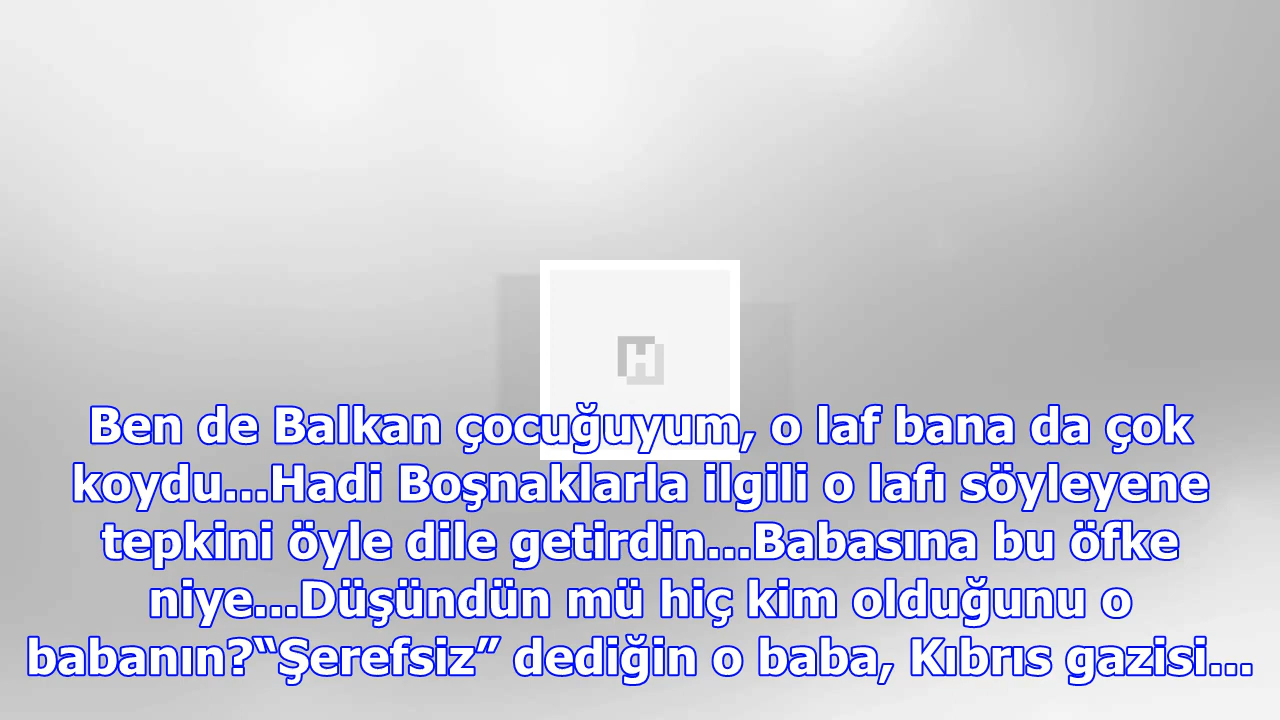 H
Ben de Balkan çocuğuyum, o laf bana da çok
koydu...Hadi Boşnaklarla ilgili o lafı söyleyene
tepkini öyle dile getirdin...Babasına bu öfke
niye...Düşündün mü hiç kim olduğunu o
babanın?“Şerefsiz” dediğin o baba, Kıbrıs gazisi...